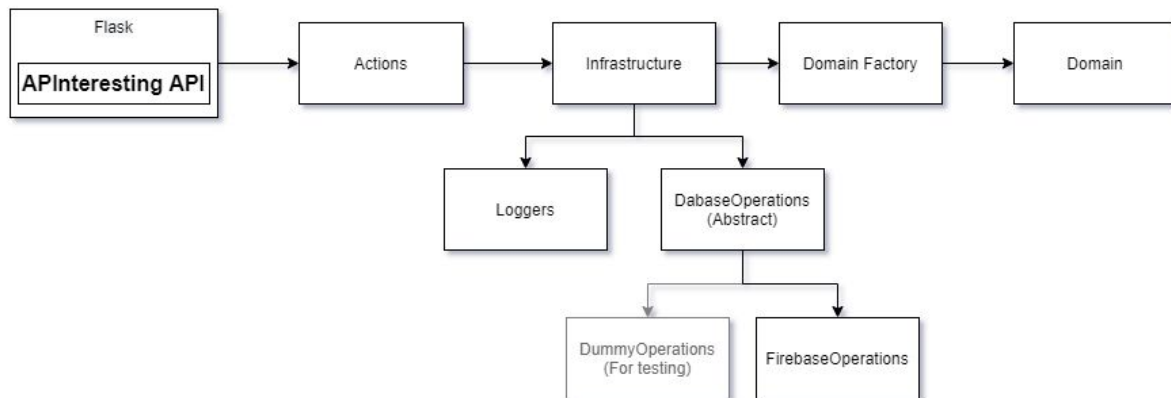 Flask
APInteresting API
Actions
Infrastructure
Domain Factory
Domain
Loggers
DabaseOperations
(Abstract)
DummyOperations
(For testing)
FirebaseOperations